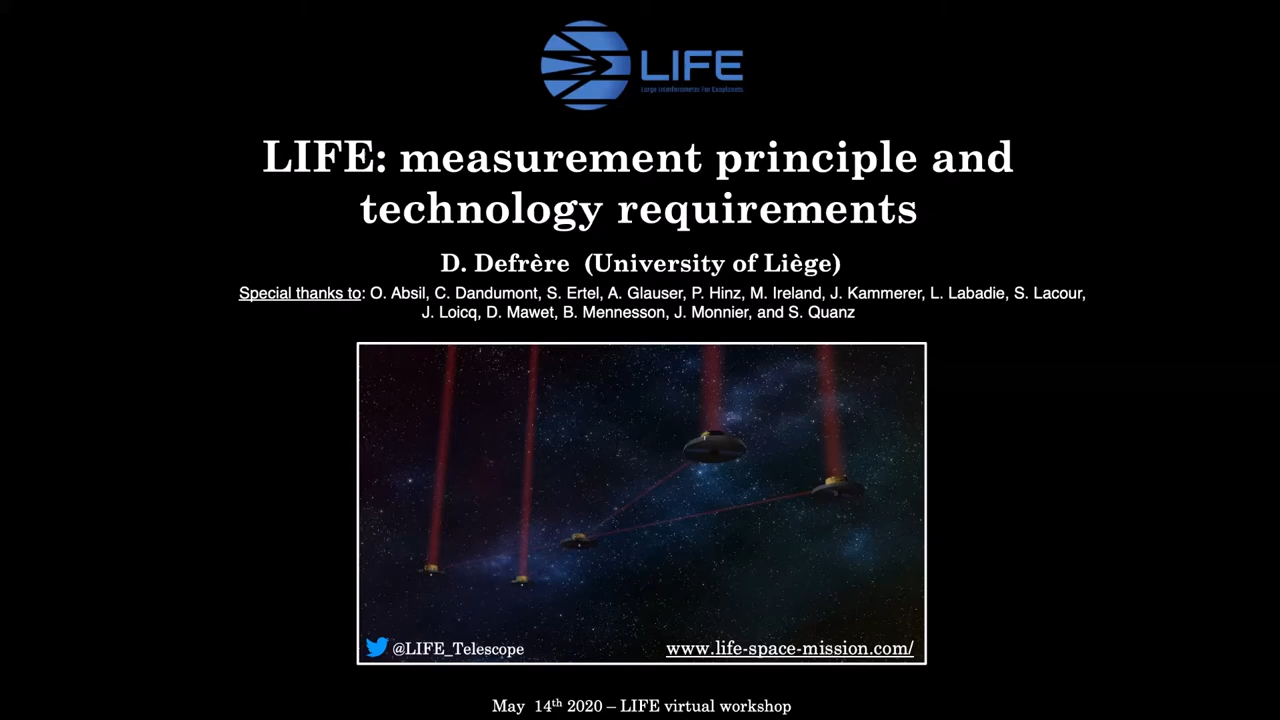 LIFE
Large Interferometer For Exoplanets
LIFE: measurement principle and
technology requirements
D. Defrère (University of Liège)
Special thanks to: O. Absil, C. Dandumont, S. Ertel, A. Glauser, P. Hinz, M. Ireland, J. Kammerer, L. Labadie, S. Lacour,
J. Loicq, D. Mawet, B. Mennesson, J. Monnier, and S. Quanz
@LIFE_Telescope
www.life-space-mission.com/
May 14th 2020 – LIFE virtual workshop